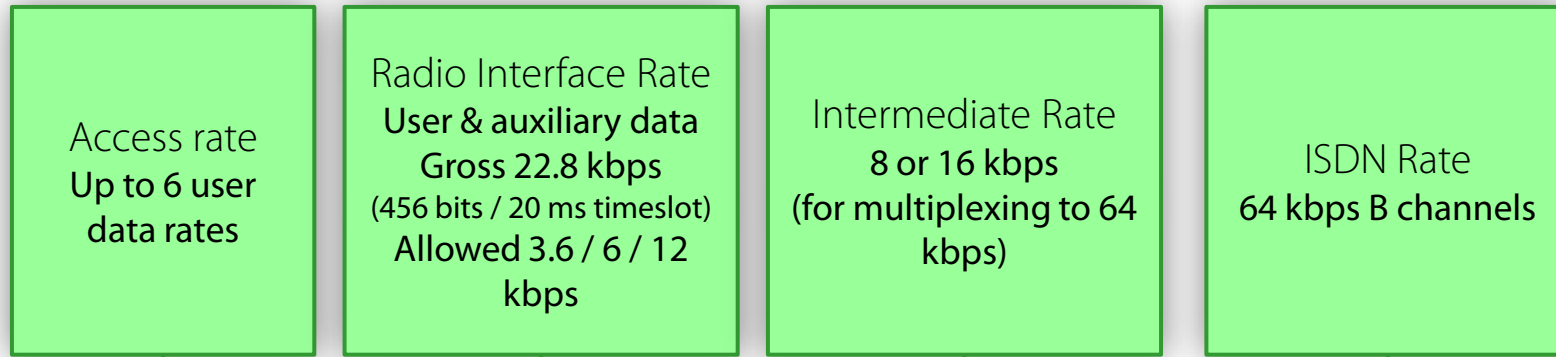 Access rate
Up to 6 user
data rates
Radio Interface Rate
User & auxiliary data
Gross 22.8 kbps
(456 bits / 20 ms timeslot)
Allowed 3.6 / 6 / 12
kbps
Intermediate Rate
8 or 16 kbps
(for multiplexing to 64
kbps)
ISDN Rate
64 kbps B channels